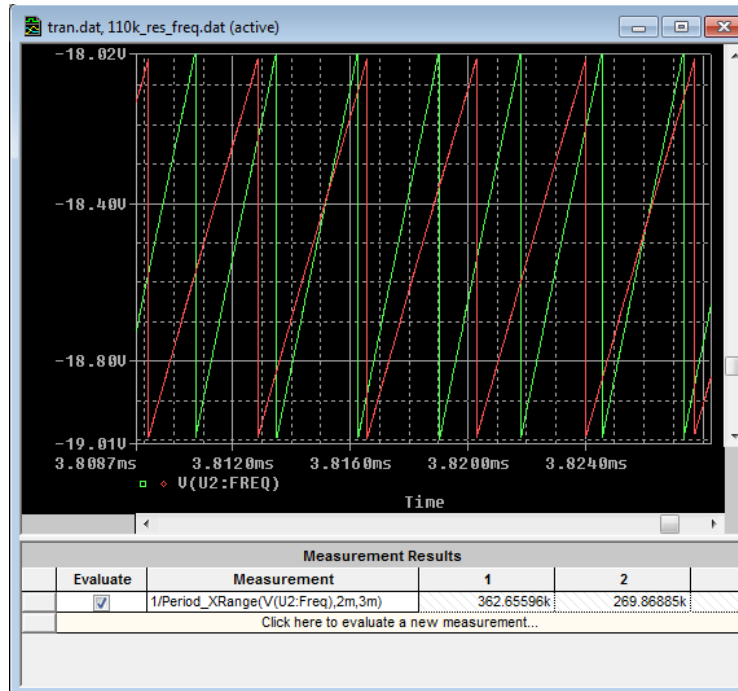 tran.dat, 110k_res_freq.dat (active)
-18.02V
-18.40V
-18.80V
-19.01V
3.8087ms 3.8120ms 3.8160ms 3.8200ms 3.8240ms
V(U2:FREQ)
Time
Measurement Results
Evaluate Measurement 1 2
1/Period_XRange(V(U2:Freq),2m,3m) 362.65596k 269.86885k
Click here to evaluate a new measurement...